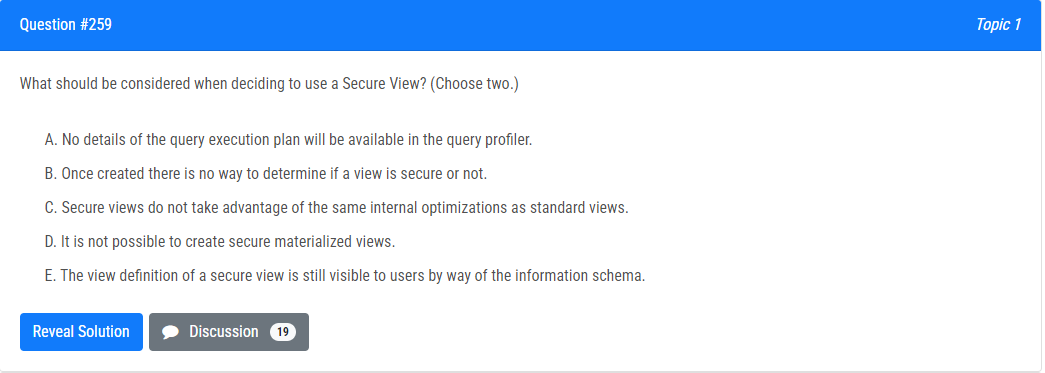 Question #259 Topic 1
What should be considered when deciding to use a Secure View? (Choose two.)
A. No details of the query execution plan will be available in the query profiler.
B. Once created there is no way to determine if a view is secure or not.
C. Secure views do not take advantage of the same internal optimizations as standard views.
D. It is not possible to create secure materialized views.
E. The view definition of a secure view is still visible to users by way of the information schema.
Reveal Solution Discussion 19